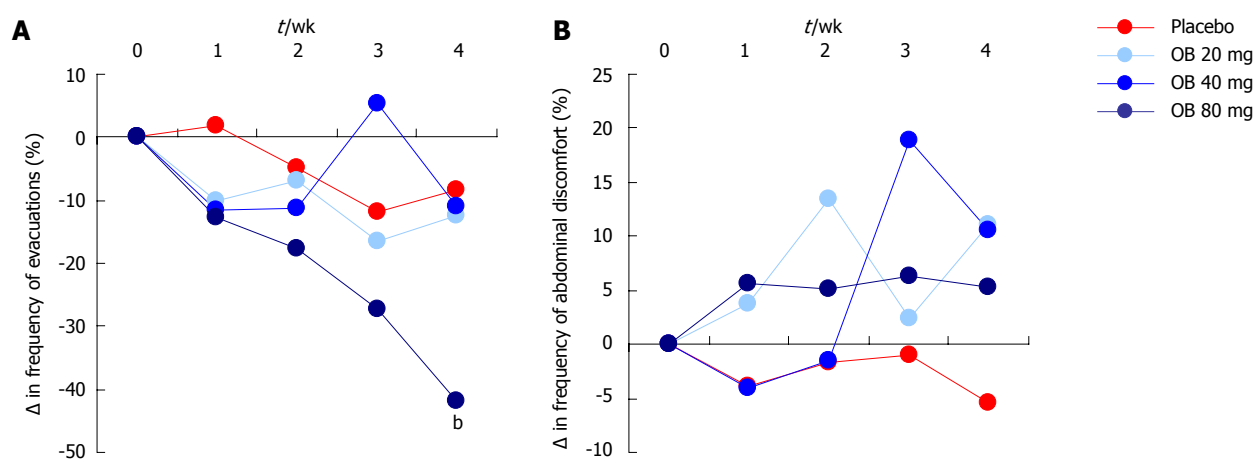 A
t/wk
0 1 2 3 4
10
0
-10
-20
-30
-40
-50
Δ in frequency of evacuations (%)
b
B
t/wk
0 1 2 3 4
25
20
15
10
5
0
-5
-10
Δ in frequency of abdominal discomfort (%)
Placebo
OB 20 mg
OB 40 mg
OB 80 mg